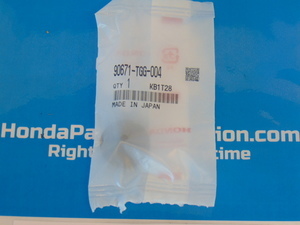 90671-TGG-004
QTY 1 KB1T28
MADE IN JAPAN
HondaPa ion.com
Right time